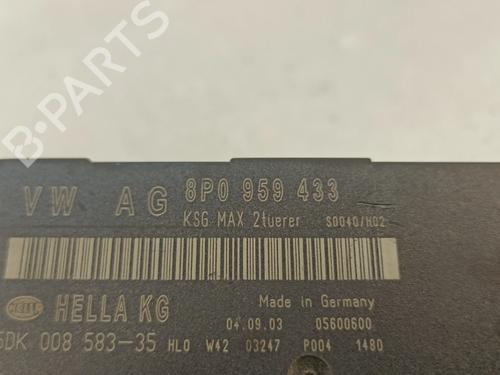 B-PARTS
VW AG 8P0 959 433
KSG MAX 2tuerer S0040/H02
HELLA HELLA KG
Made in Germany
04.09.03 05600600
5DK 008 583-35 HLO W42 03247 P004 1480